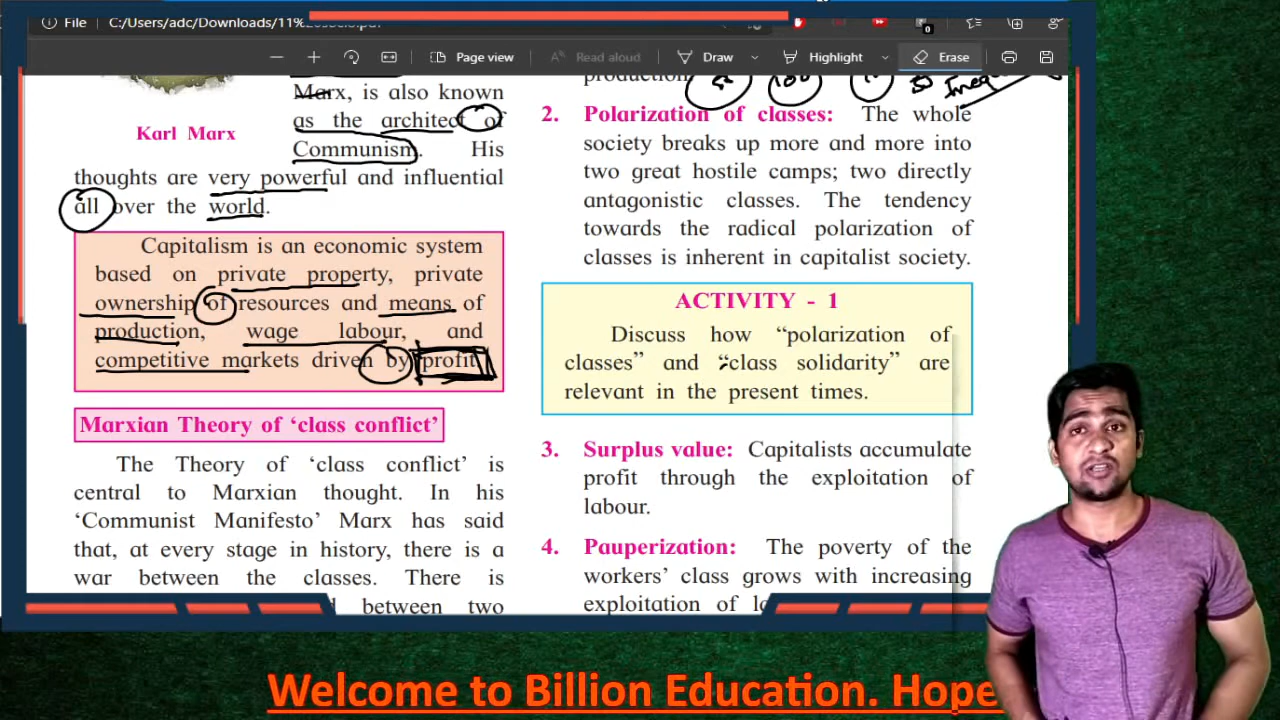 File C:/Users/adc/Downloads/11%20socio.pdf
Page view
Read aloud
Draw
Highlight
Erase
Marx, is also known
as the architect of
Karl Marx
Communism. His
thoughts are very powerful and influential
all over the world.
Capitalism is an economic system
based on private property, private
ownership of resources and means of
production, wage labour, and
competitive markets driven by profit
Marxian Theory of ‘class conflict’
The Theory of ‘class conflict’ is
central to Marxian thought. In his
‘Communist Manifesto’ Marx has said
that, at every stage in history, there is a
war between the classes. There is
between two
production
2. Polarization of classes: The whole
society breaks up more and more into
two great hostile camps; two directly
antagonistic classes. The tendency
towards the radical polarization of
classes is inherent in capitalist society.
ACTIVITY - 1
Discuss how “polarization of
classes” and “class solidarity” are
relevant in the present times.
3. Surplus value: Capitalists accumulate
profit through the exploitation of
labour.
4. Pauperization: The poverty of the
workers’ class grows with increasing
exploitation of
Welcome to Billion Education. Hope